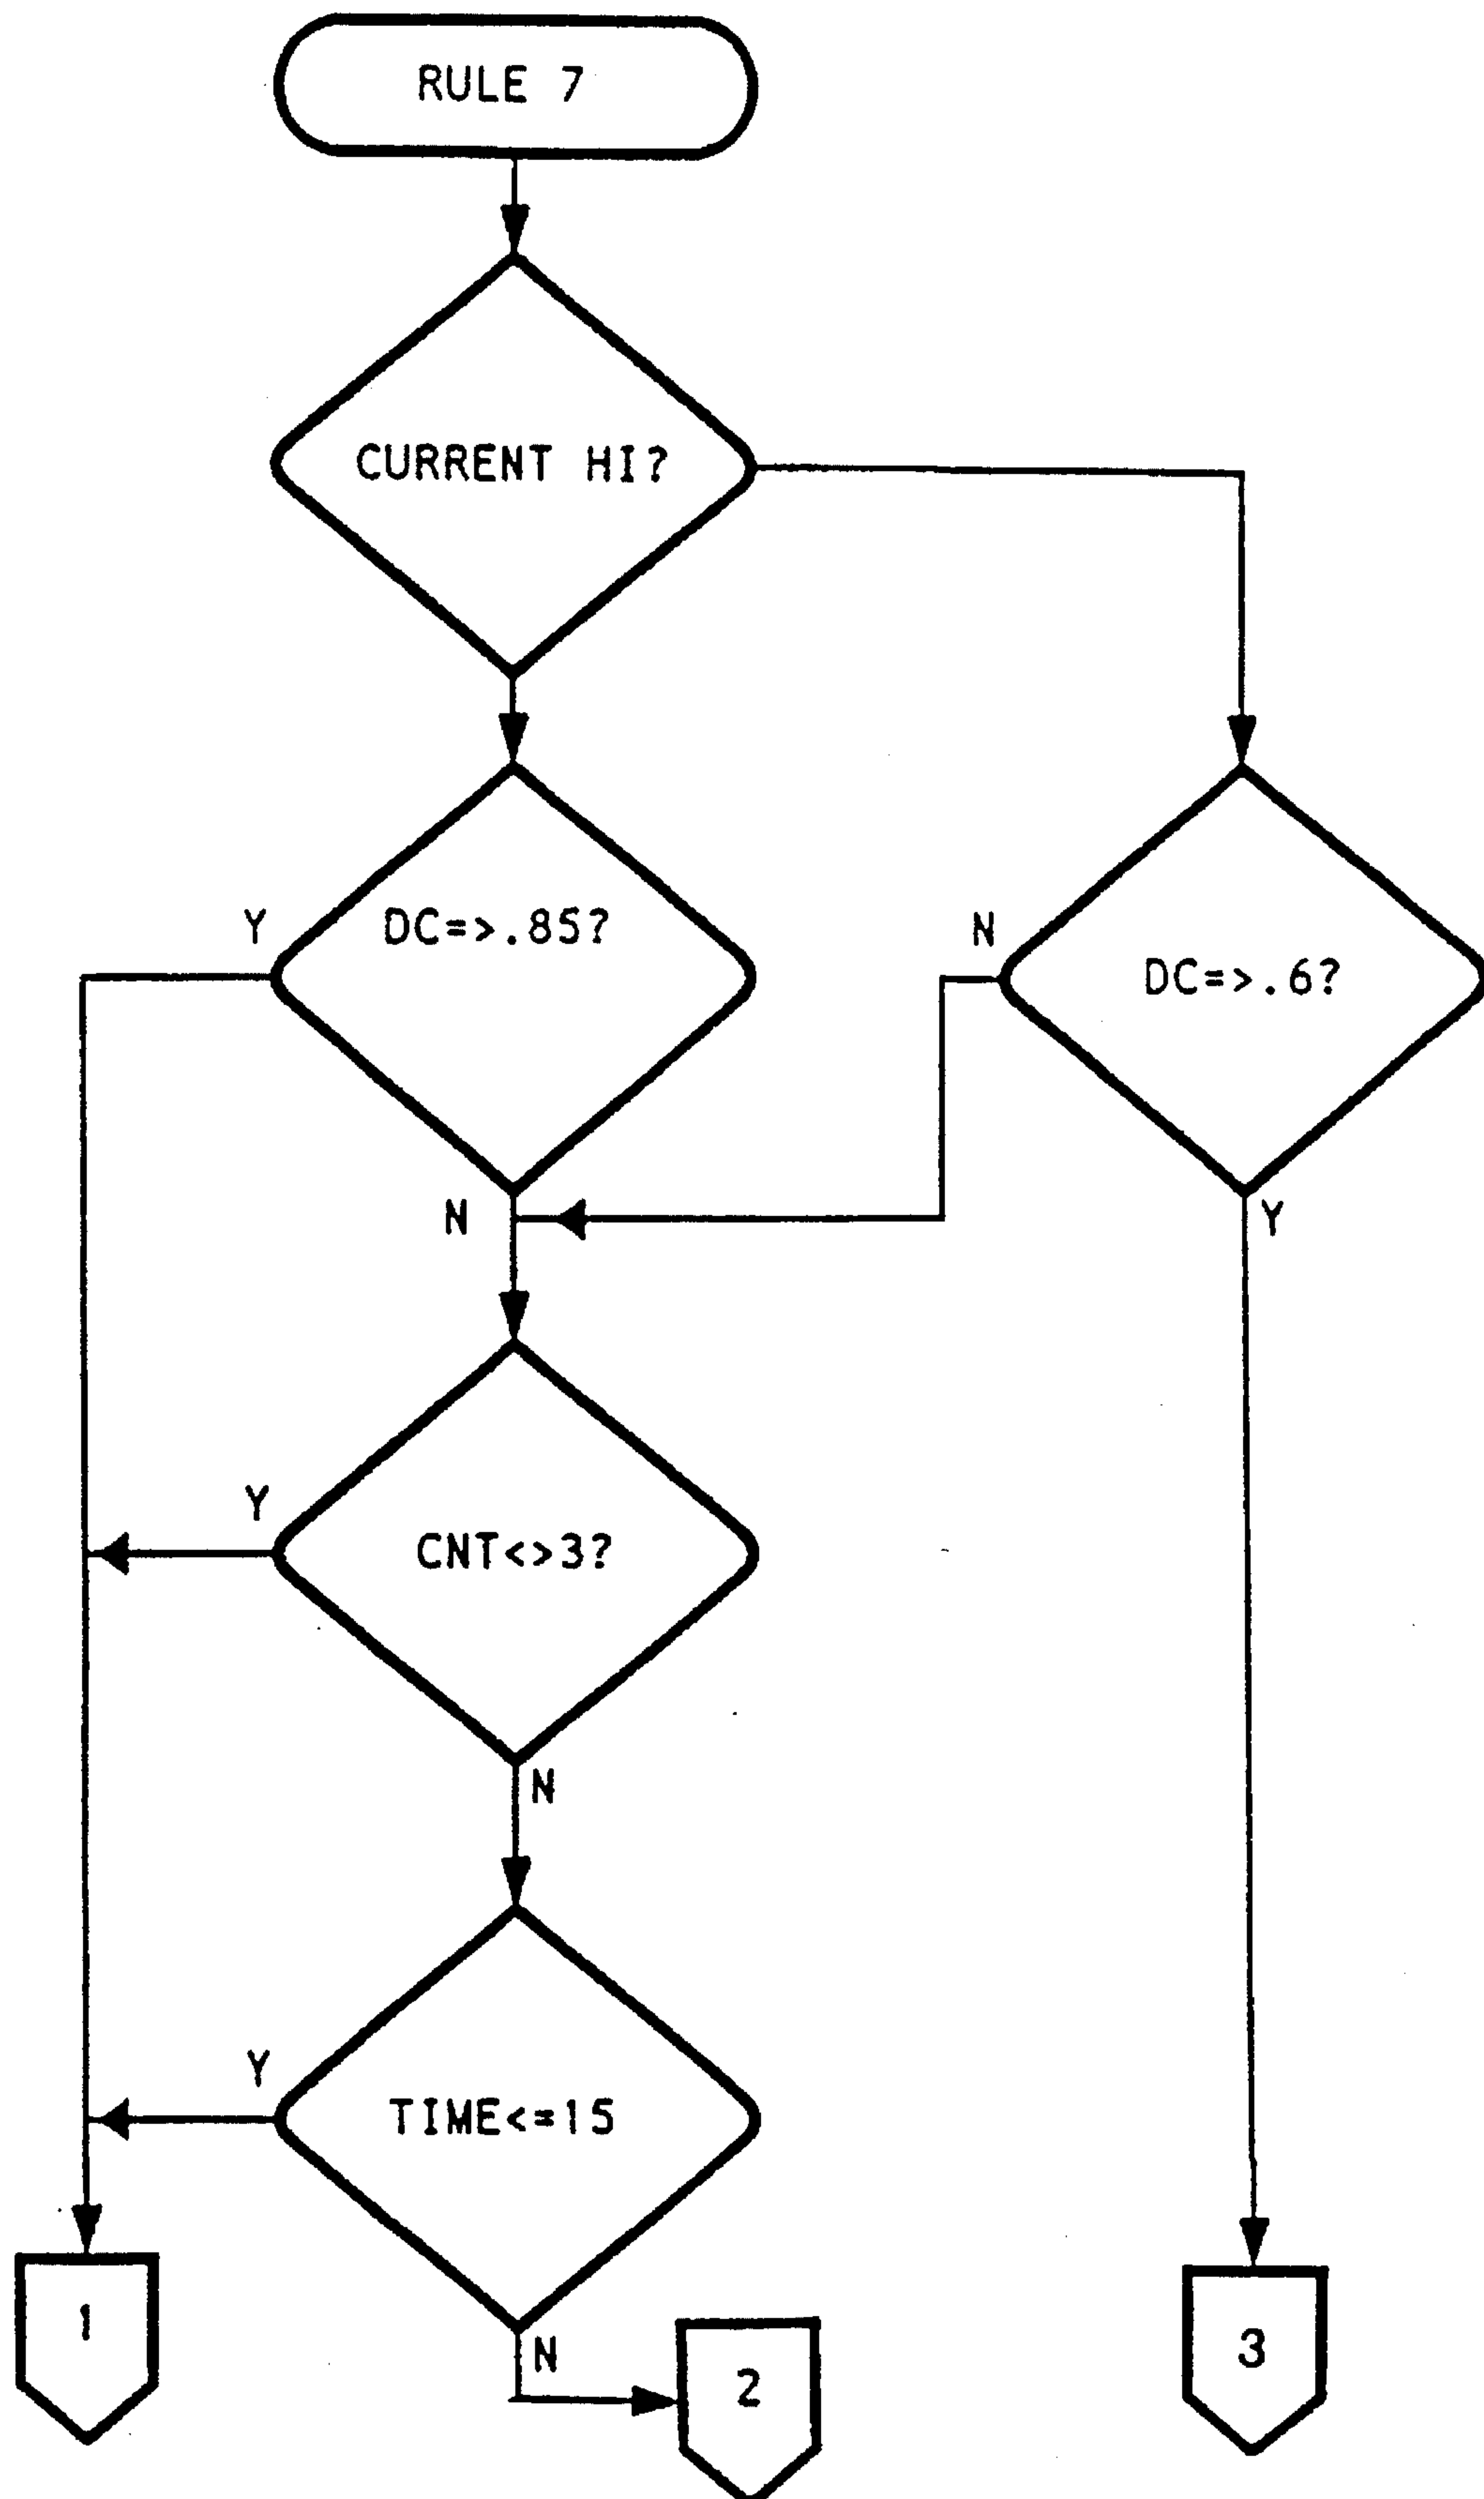 RULE 7
CURRENT HI?
Y
DC=>.85?
N
DC=>.6?
N
Y
Y
CNT<>3?
N
Y
TIME<=15
N
1
2
3